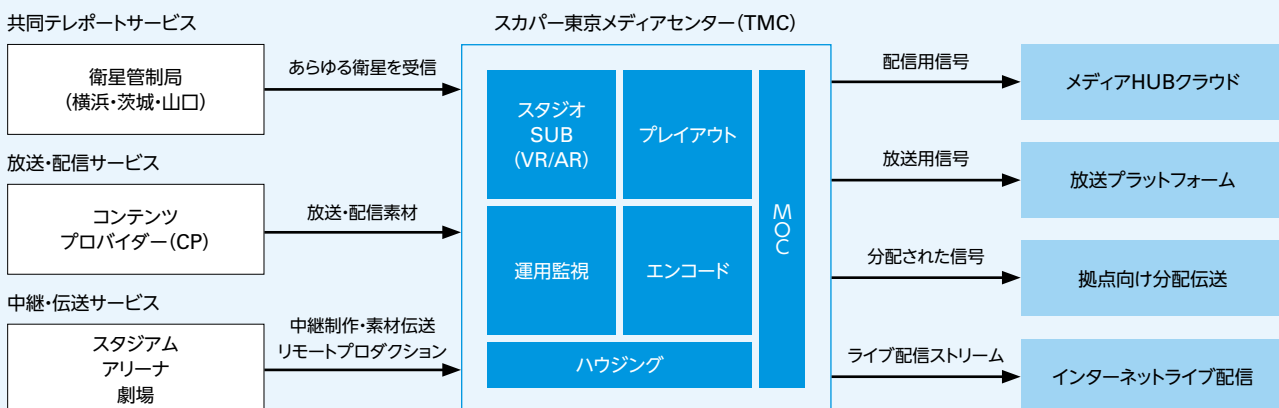 共同テレポートサービス
衛星管制局
(横浜・茨城・山口)
あらゆる衛星を受信
放送・配信サービス
コンテンツ
プロバイダー(CP)
放送・配信素材
中継・伝送サービス
スタジアム
アリーナ
劇場
中継制作・素材伝送
リモートプロダクション
スカパー東京メディアセンター(TMC)
スタジオ
SUB
(VR/AR)
プレイアウト
運用監視
エンコード
ハウジング
MOC
配信用信号
メディアHUBクラウド
放送用信号
放送プラットフォーム
分配された信号
拠点向け分配伝送
ライブ配信ストリーム
インターネットライブ配信